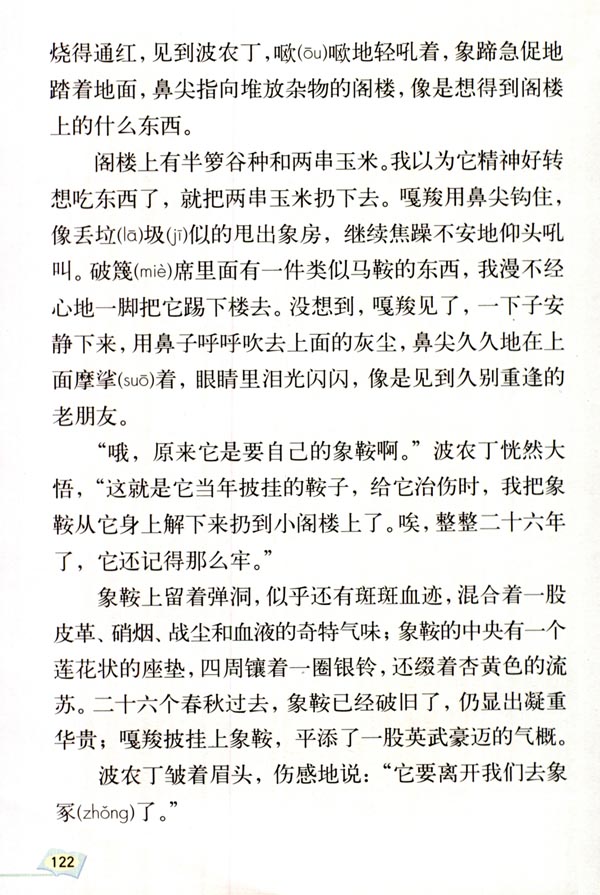 烧得通红，见到波农丁，呕(ōu)呕地轻吼着，象蹄急促地
踏着地面，鼻尖指向堆放杂物的阁楼，像是想得到阁楼
上的什么东西。
阁楼上有半箩谷种和两串玉米。我以为它精神好转
想吃东西了，就把两串玉米扔下去。嘎羧用鼻尖钩住，
像丢垃(lā)圾(jī)似的甩出象房，继续焦躁不安地仰头吼
叫。破篾(miè)席里面有一件类似马鞍的东西，我漫不经
心地一脚把它踢下楼去。没想到，嘎羧见了，一下子安
静下来，用鼻子呼呼吹去上面的灰尘，鼻尖久久地在上
面摩挲(suō)着，眼睛里泪光闪闪，像是见到久别重逢的
老朋友。
“哦，原来它是要自己的象鞍啊。”波农丁恍然大
悟，“这就是它当年披挂的鞍子，给它治伤时，我把象
鞍从它身上解下来扔到小阁楼上了。唉，整整二十六年
了，它还记得那么牢。”
象鞍上留着弹洞，似乎还有斑斑血迹，混合着一股
皮革、硝烟、战尘和血液的奇特气味；象鞍的中央有一个
莲花状的座垫，四周镶着一圈银铃，还缀着杏黄色的流
苏。二十六个春秋过去，象鞍已经破旧了，仍显出凝重
华贵；嘎羧披挂上象鞍，平添了一股英武豪迈的气概。
波农丁皱着眉头，伤感地说：“它要离开我们去象
冢(zhǒng)了。”
122